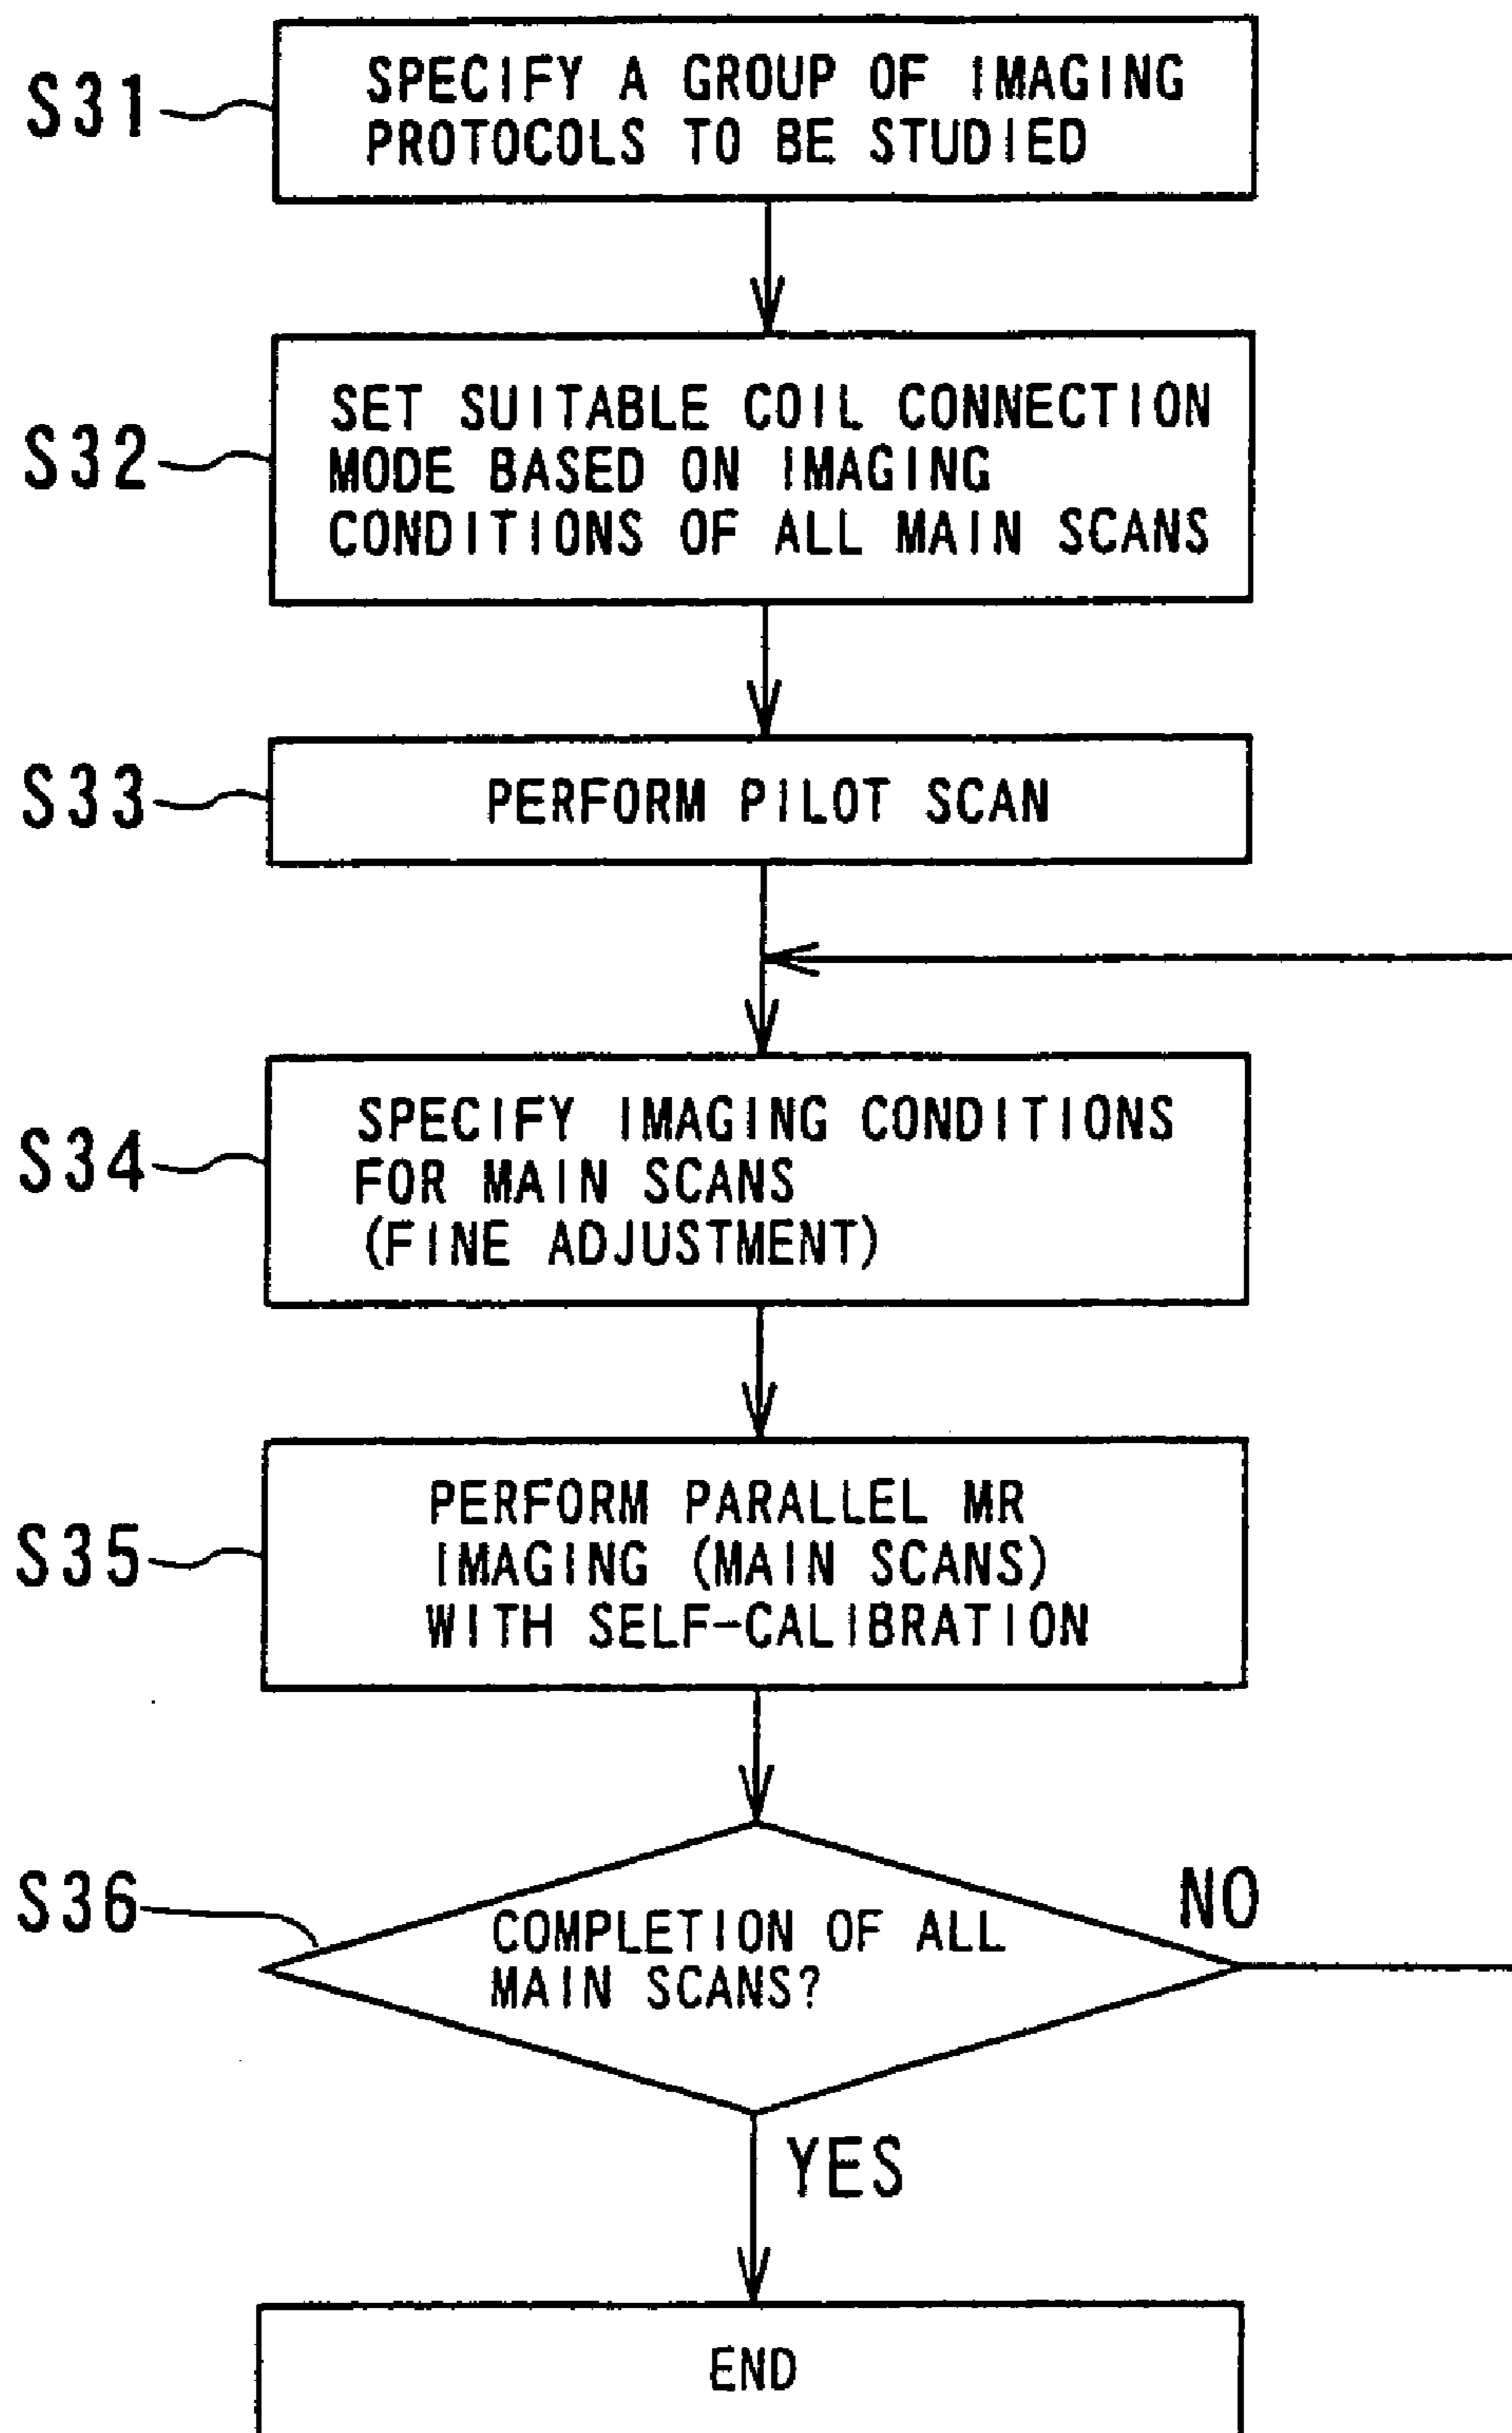 S31
SPECIFY A GROUP OF IMAGING
PROTOCOLS TO BE STUDIED
S32
SET SUITABLE COIL CONNECTION
MODE BASED ON IMAGING
CONDITIONS OF ALL MAIN SCANS
S33
PERFORM PILOT SCAN
S34
SPECIFY IMAGING CONDITIONS
FOR MAIN SCANS
(FINE ADJUSTMENT)
S35
PERFORM PARALLEL MR
IMAGING (MAIN SCANS)
WITH SELF-CALIBRATION
S36
COMPLETION OF ALL
MAIN SCANS?
NO
YES
END